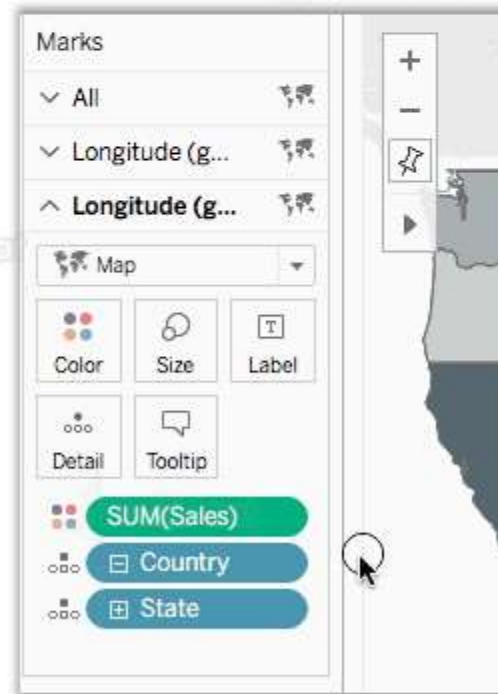 Marks
All
Longitude (g...
Longitude (g...
Map
Color Size Label
Detail Tooltip
SUM(Sales)
Country
State